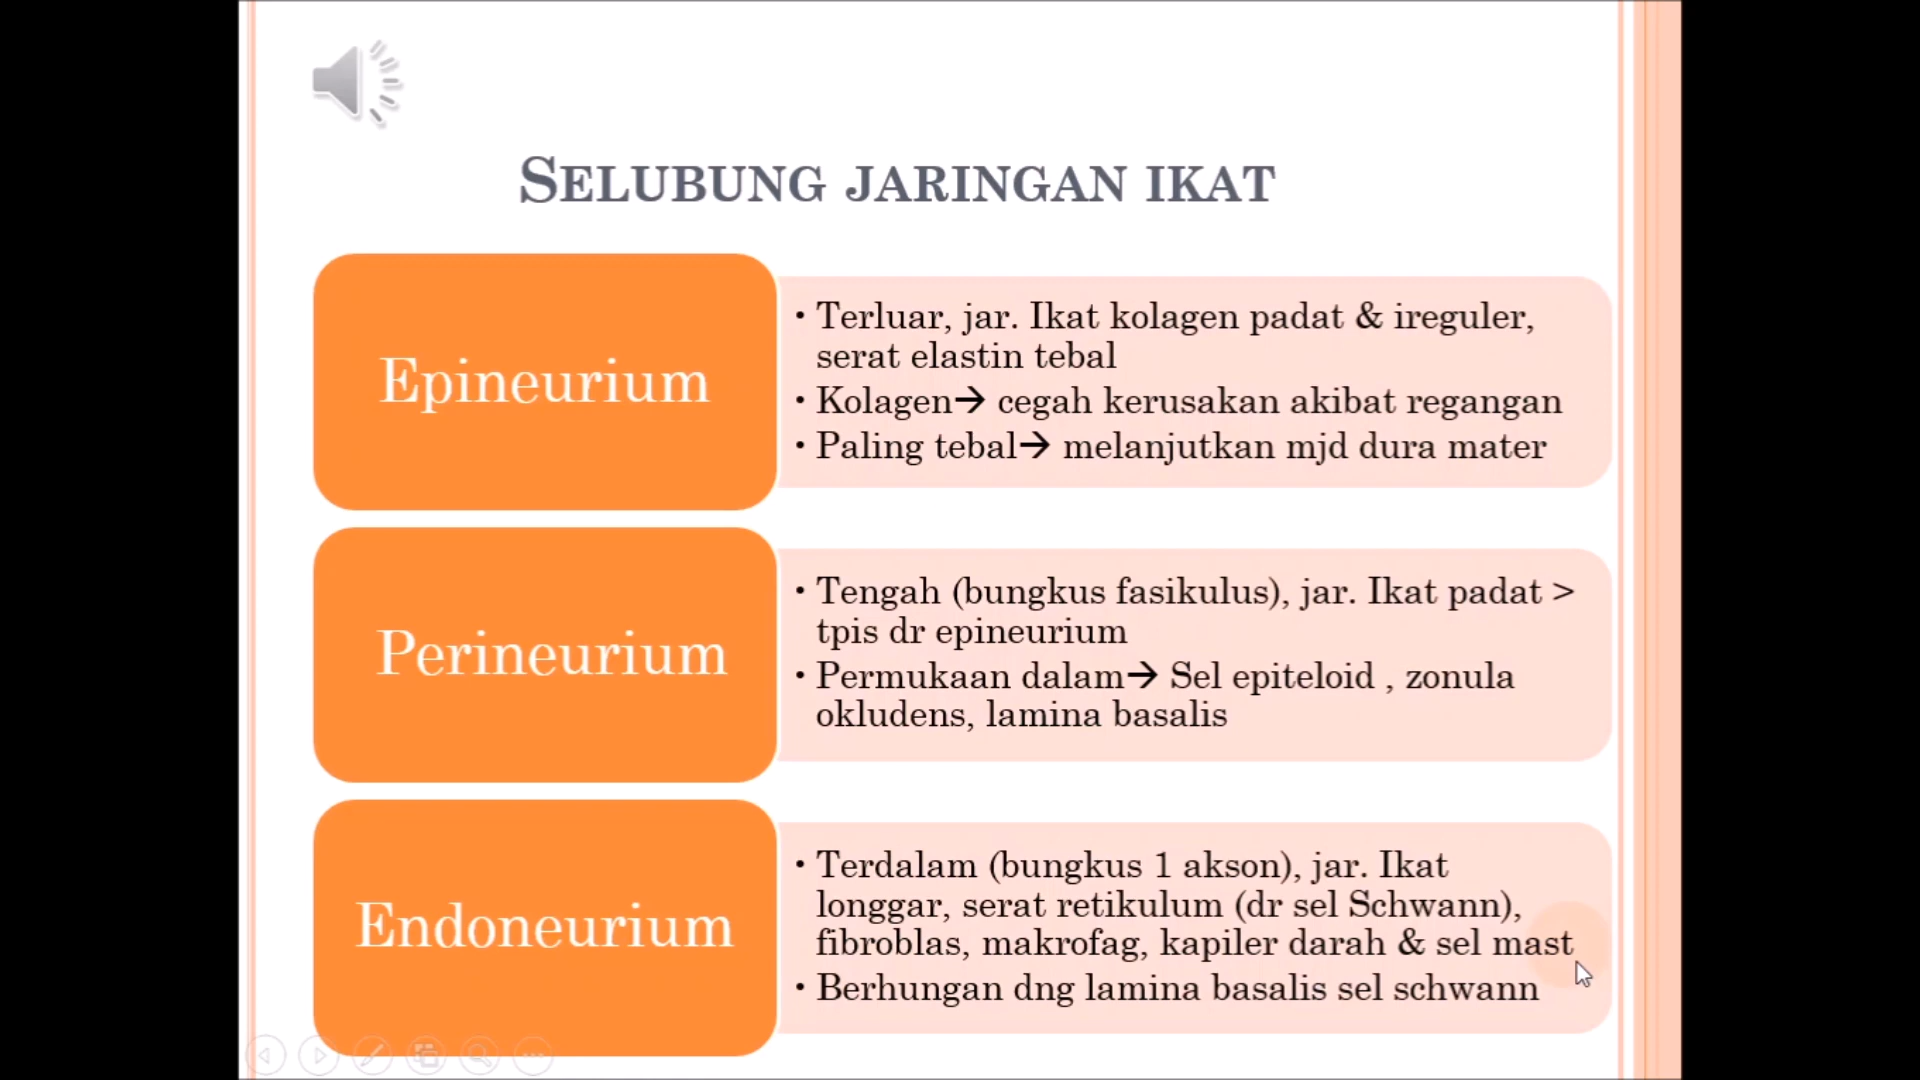 SELUBUNG JARINGAN IKAT
Epineurium
• Terluar, jar. Ikat kolagen padat & ireguler,
serat elastin tebal
• Kolagen→ cegah kerusakan akibat regangan
• Paling tebal→ melanjutkan mjd dura mater
Perineurium
• Tengah (bungkus fasikulus), jar. Ikat padat >
tpis dr epineurium
• Permukaan dalam→ Sel epiteloid , zonula
okludens, lamina basalis
Endoneurium
• Terdalam (bungkus 1 akson), jar. Ikat
longgar, serat retikulum (dr sel Schwann),
fibroblas, makrofag, kapiler darah & sel mast
• Berhungan dng lamina basalis sel schwann